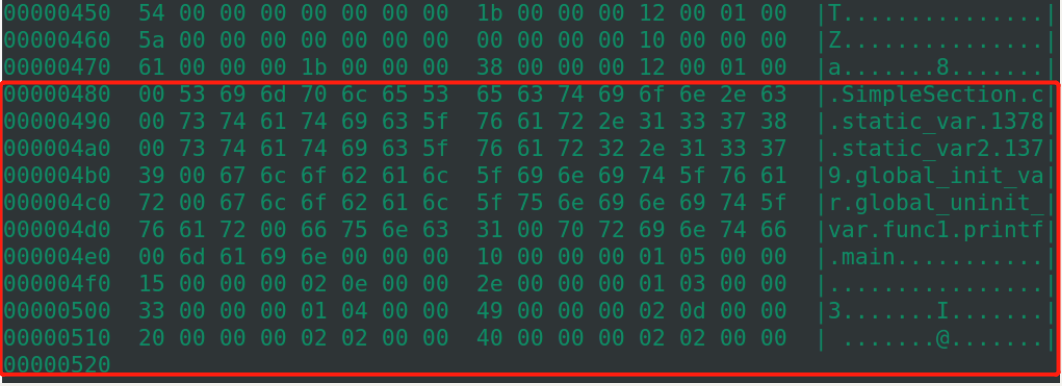 00000450  54 00 00 00 00 00 00 00  1b 00 00 00 12 00 01 00  |T...............|
00000460  5a 00 00 00 00 00 00 00  00 00 00 00 10 00 00 00  |Z...............|
00000470  61 00 00 00 1b 00 00 00  38 00 00 00 12 00 01 00  |a.......8.......|
00000480  00 53 69 6d 70 6c 65 53  65 63 74 69 6f 6e 2e 63  |.SimpleSection.c|
00000490  00 73 74 61 74 69 63 5f  76 61 72 2e 31 33 37 38  |.static_var.1378|
000004a0  00 73 74 61 74 69 63 5f  76 61 72 32 2e 31 33 37  |.static_var2.137|
000004b0  39 00 67 6c 6f 62 61 6c  5f 69 6e 69 74 5f 76 61  |9.global_init_va|
000004c0  72 00 67 6c 6f 62 61 6c  5f 75 6e 69 6e 69 74 5f  |r.global_uninit_|
000004d0  76 61 72 00 66 75 6e 63  31 00 70 72 69 6e 74 66  |var.func1.printf|
000004e0  00 6d 61 69 6e 00 00 00  10 00 00 00 01 05 00 00  |.main...........|
000004f0  15 00 00 00 02 0e 00 00  2e 00 00 00 01 03 00 00  |................|
00000500  33 00 00 00 01 04 00 00  49 00 00 00 02 0d 00 00  |3.......I.......|
00000510  20 00 00 00 02 02 00 00  40 00 00 00 02 02 00 00  | .......@.......|
00000520